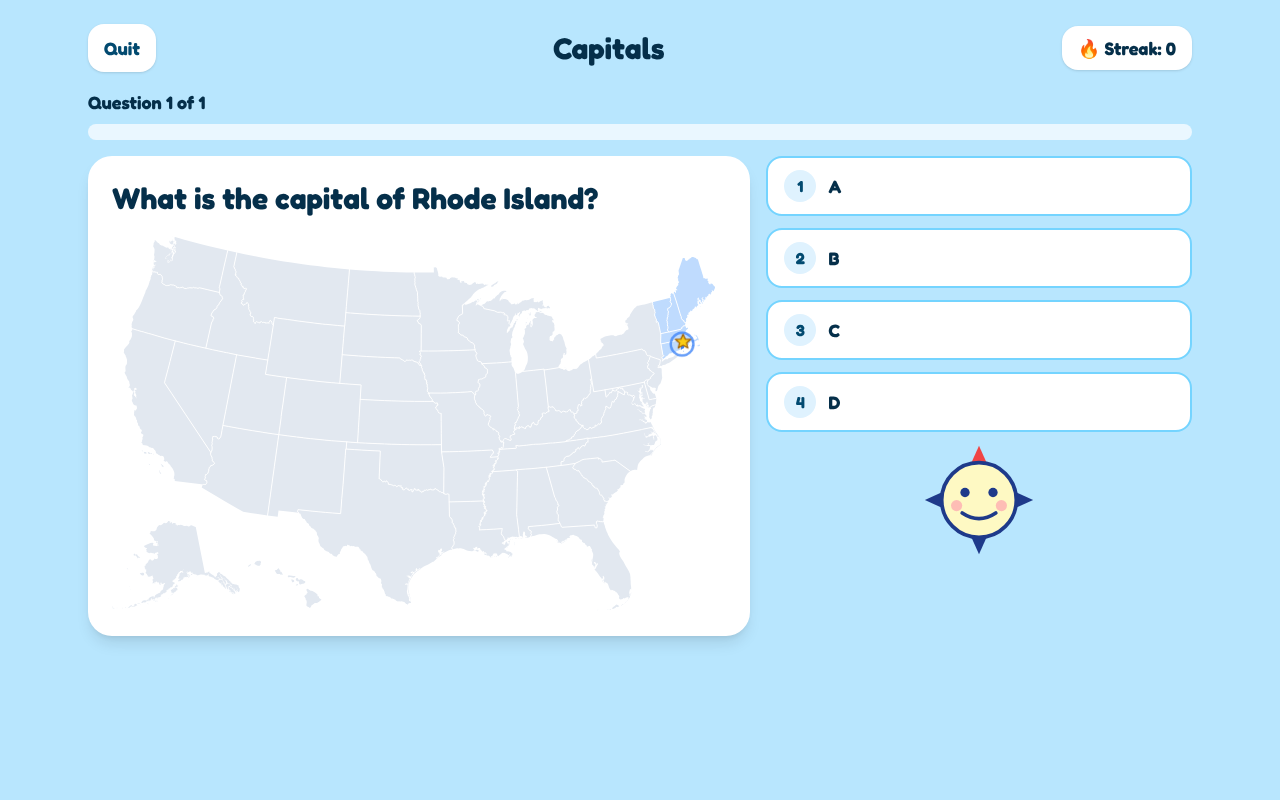 Quit
Capitals
🔥 Streak: 0
Question 1 of 1
What is the capital of Rhode Island?
1 A
2 B
3 C
4 D